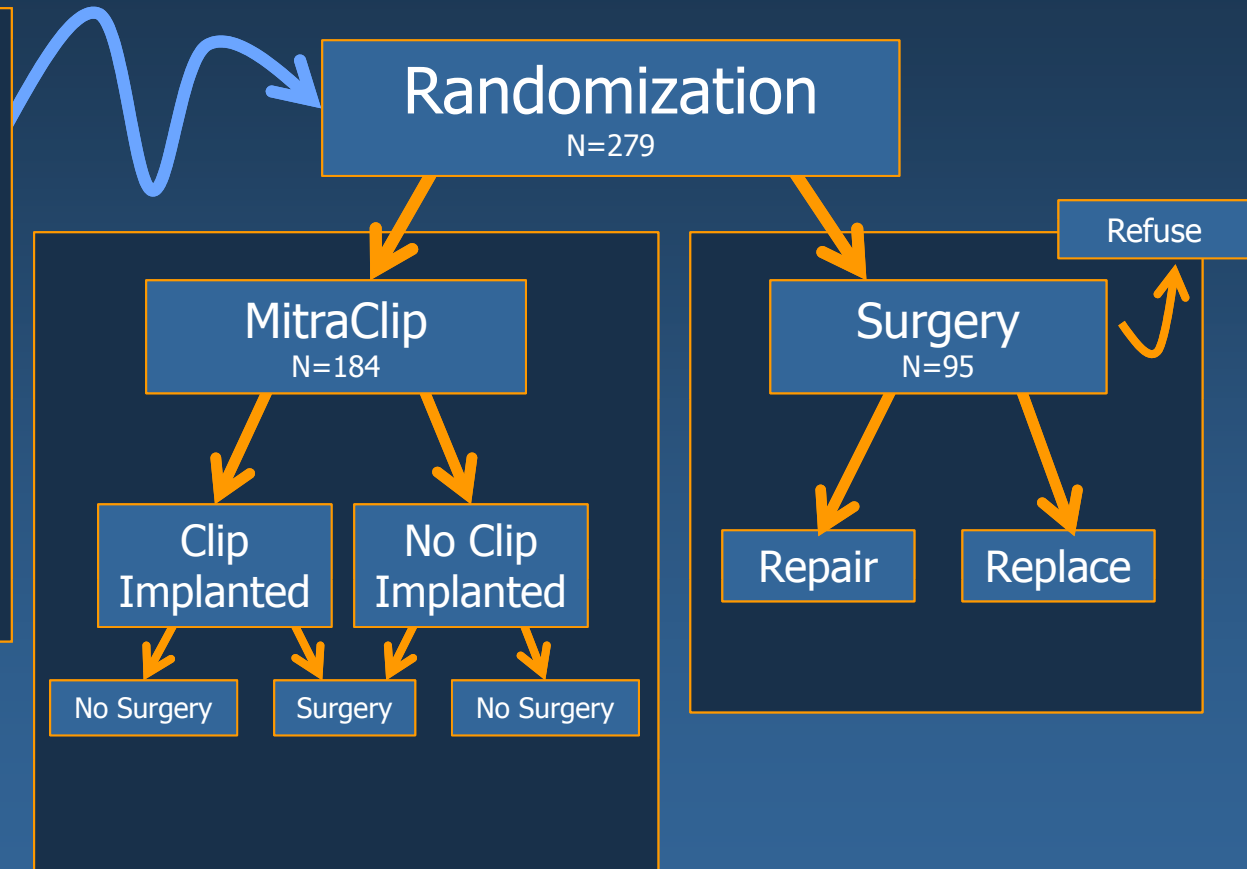 Randomization
N=279
Refuse
MitraClip
N=184
Surgery
N=95
Clip
Implanted
No Clip
Implanted
Repair
Replace
No Surgery
Surgery
No Surgery